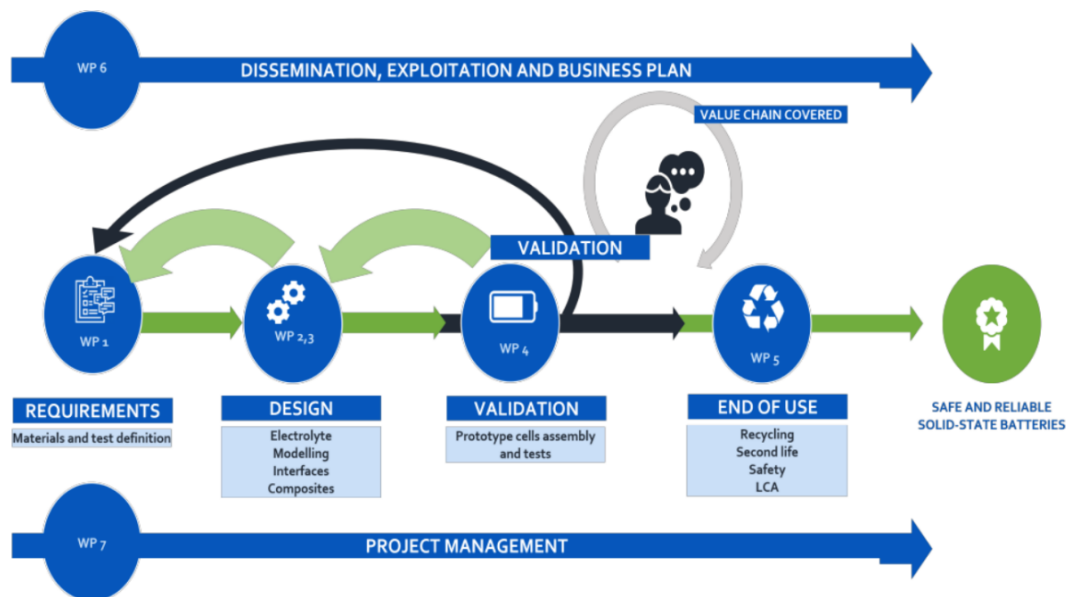 WP 6
DISSEMINATION, EXPLOITATION AND BUSINESS PLAN
VALUE CHAIN COVERED
VALIDATION
WP 1
WP 2,3
WP 4
WP 5
REQUIREMENTS
Materials and test definition
DESIGN
Electrolyte
Modelling
Interfaces
Composites
VALIDATION
Prototype cells assembly
and tests
END OF USE
Recycling
Second life
Safety
LCA
SAFE AND RELIABLE
SOLID-STATE BATTERIES
WP 7
PROJECT MANAGEMENT